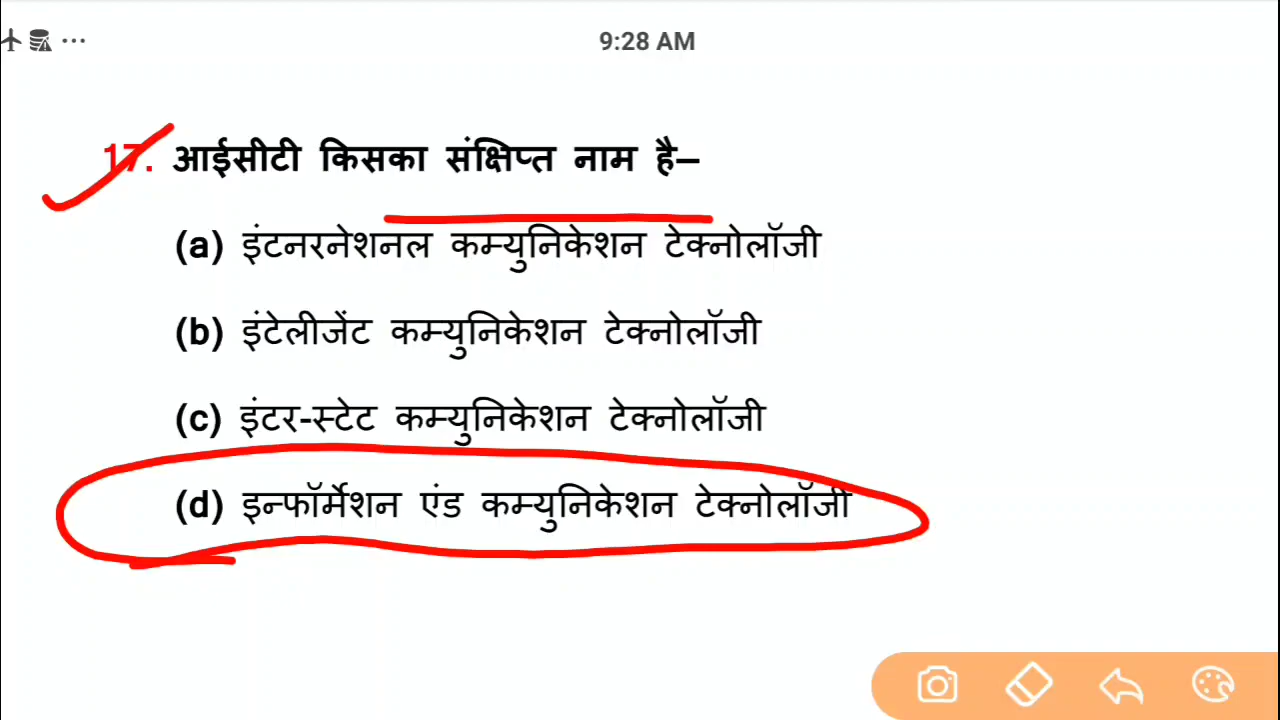 9:28 AM
17. आईसीटी किसका संक्षिप्त नाम है–
(a) इंटनरनेशनल कम्युनिकेशन टेक्नोलॉजी
(b) इंटेलीजेंट कम्युनिकेशन टेक्नोलॉजी
(c) इंटर-स्टेट कम्युनिकेशन टेक्नोलॉजी
(d) इन्फॉर्मेशन एंड कम्युनिकेशन टेक्नोलॉजी